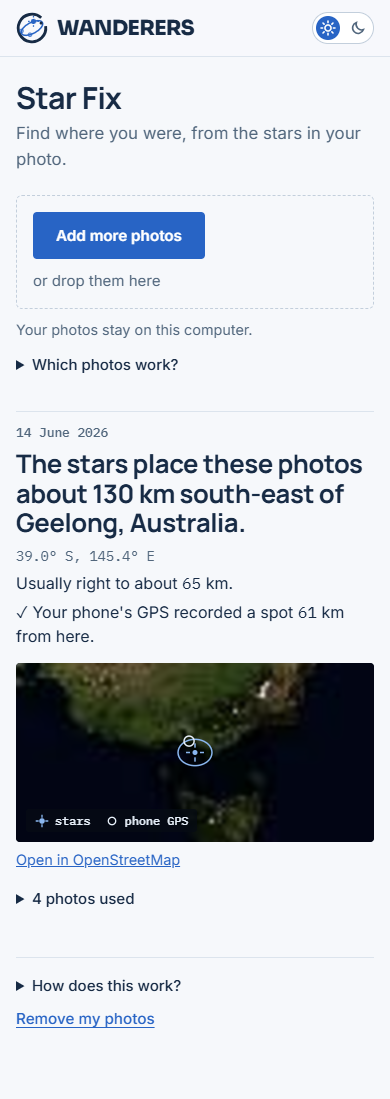 WANDERERS
Star Fix
Find where you were, from the stars in your
photo.
Add more photos
or drop them here
Your photos stay on this computer.
Which photos work?
14 June 2026
The stars place these photos
about 130 km south-east of
Geelong, Australia.
39.0° S, 145.4° E
Usually right to about 65 km.
✓ Your phone's GPS recorded a spot 61 km
from here.
stars phone GPS
Open in OpenStreetMap
4 photos used
How does this work?
Remove my photos